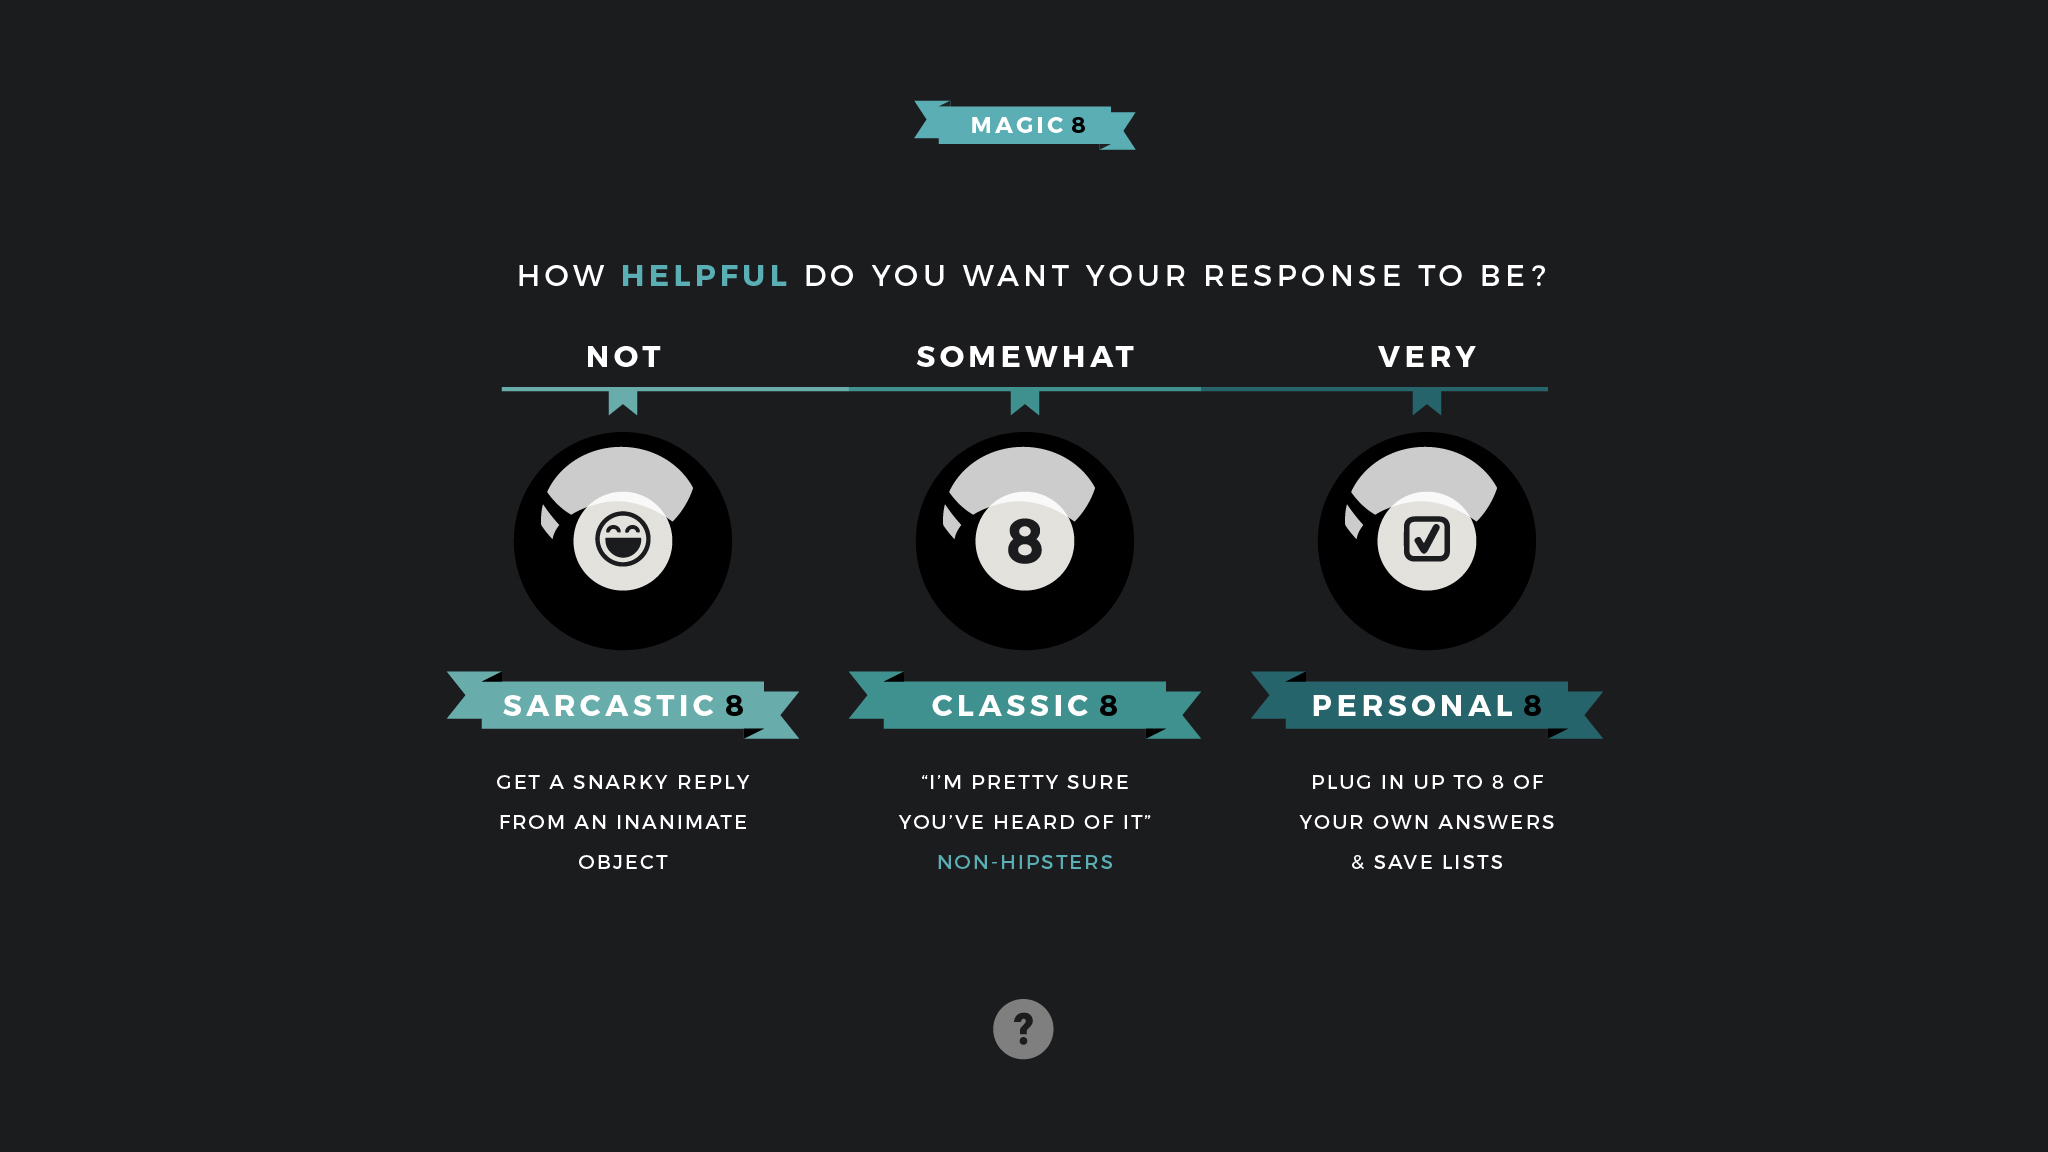 MAGIC 8
HOW HELPFUL DO YOU WANT YOUR RESPONSE TO BE?
NOT
SOMEWHAT
VERY
8
SARCASTIC 8
CLASSIC 8
PERSONAL 8
GET A SNARKY REPLY
FROM AN INANIMATE
OBJECT
“I’M PRETTY SURE
YOU’VE HEARD OF IT”
NON-HIPSTERS
PLUG IN UP TO 8 OF
YOUR OWN ANSWERS
& SAVE LISTS
?